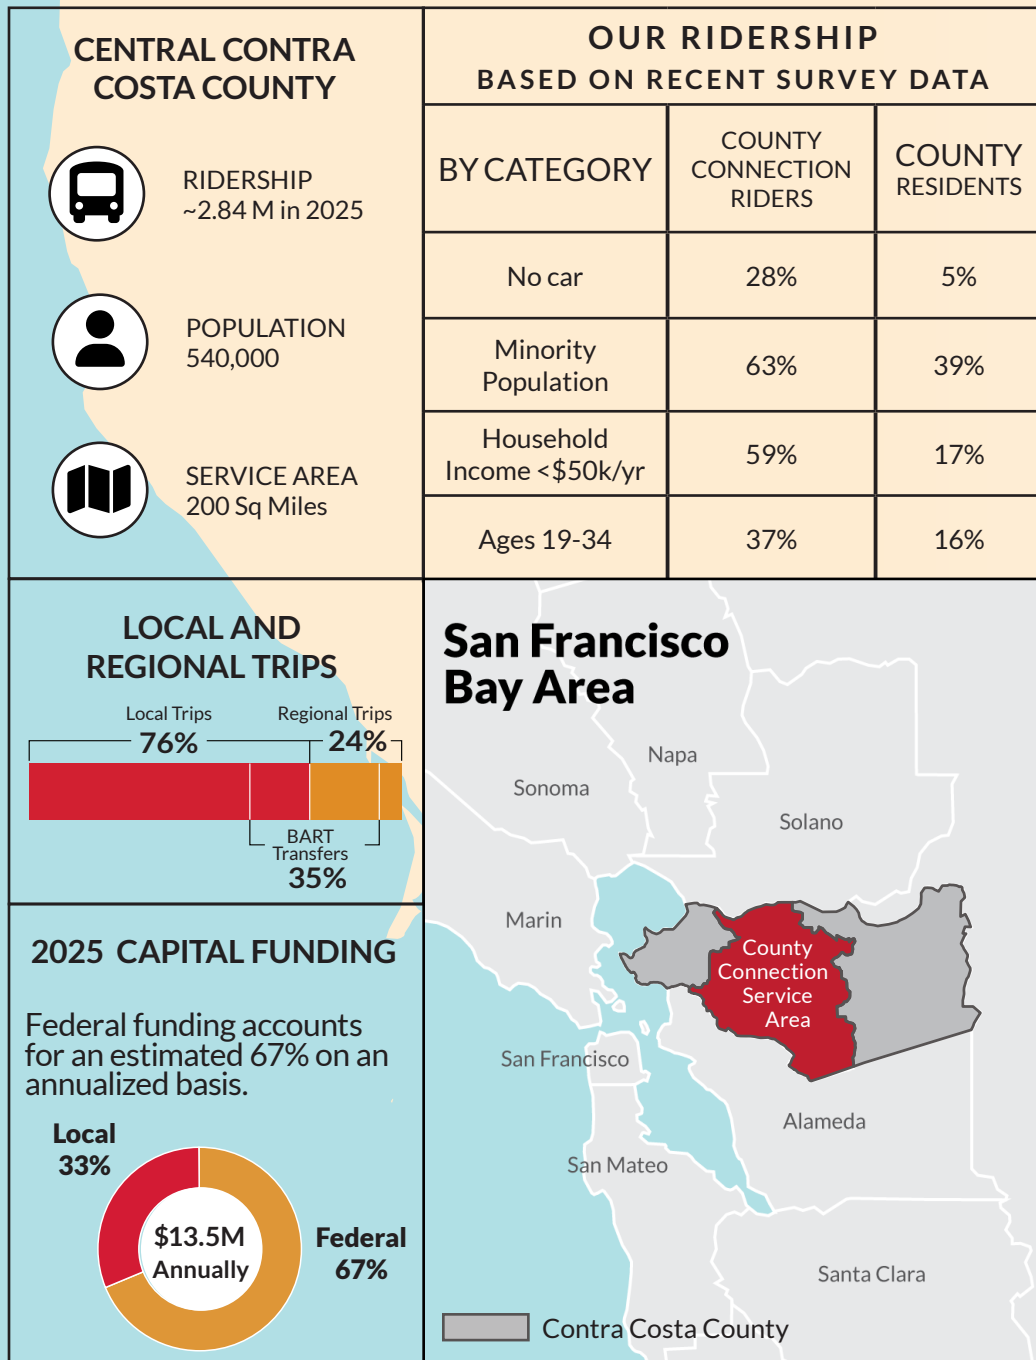 CENTRAL CONTRA
COSTA COUNTY
RIDERSHIP
~2.84 M in 2025
POPULATION
540,000
SERVICE AREA
200 Sq Miles
OUR RIDERSHIP
BASED ON RECENT SURVEY DATA
BY CATEGORY
COUNTY
CONNECTION
RIDERS
COUNTY
RESIDENTS
No car
28%
5%
Minority
Population
63%
39%
Household
Income <$50k/yr
59%
17%
Ages 19-34
37%
16%
LOCAL AND
REGIONAL TRIPS
Local Trips
76%
Regional Trips
24%
BART
Transfers
35%
2025 CAPITAL FUNDING
Federal funding accounts
for an estimated 67% on an
annualized basis.
Local
33%
$13.5M
Annually
Federal
67%
San Francisco
Bay Area
Napa
Sonoma
Solano
Marin
County
Connection
Service
Area
San Francisco
Alameda
San Mateo
Santa Clara
Contra Costa County